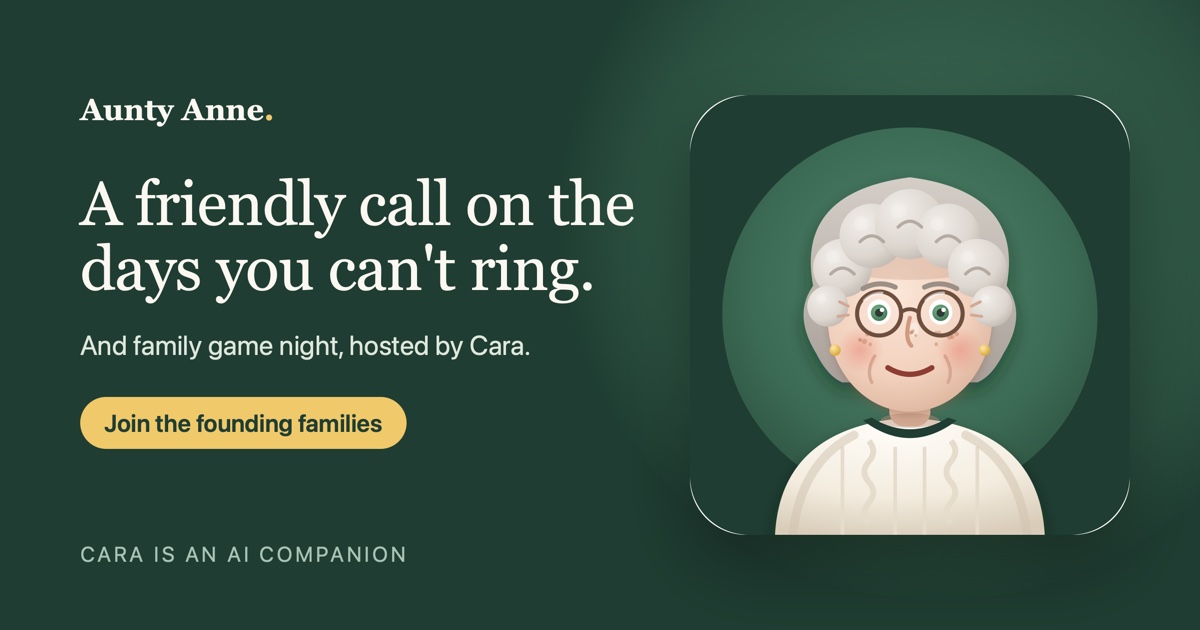 Aunty Anne.
A friendly call on the
days you can't ring.
And family game night, hosted by Cara.
Join the founding families
CARA IS AN AI COMPANION